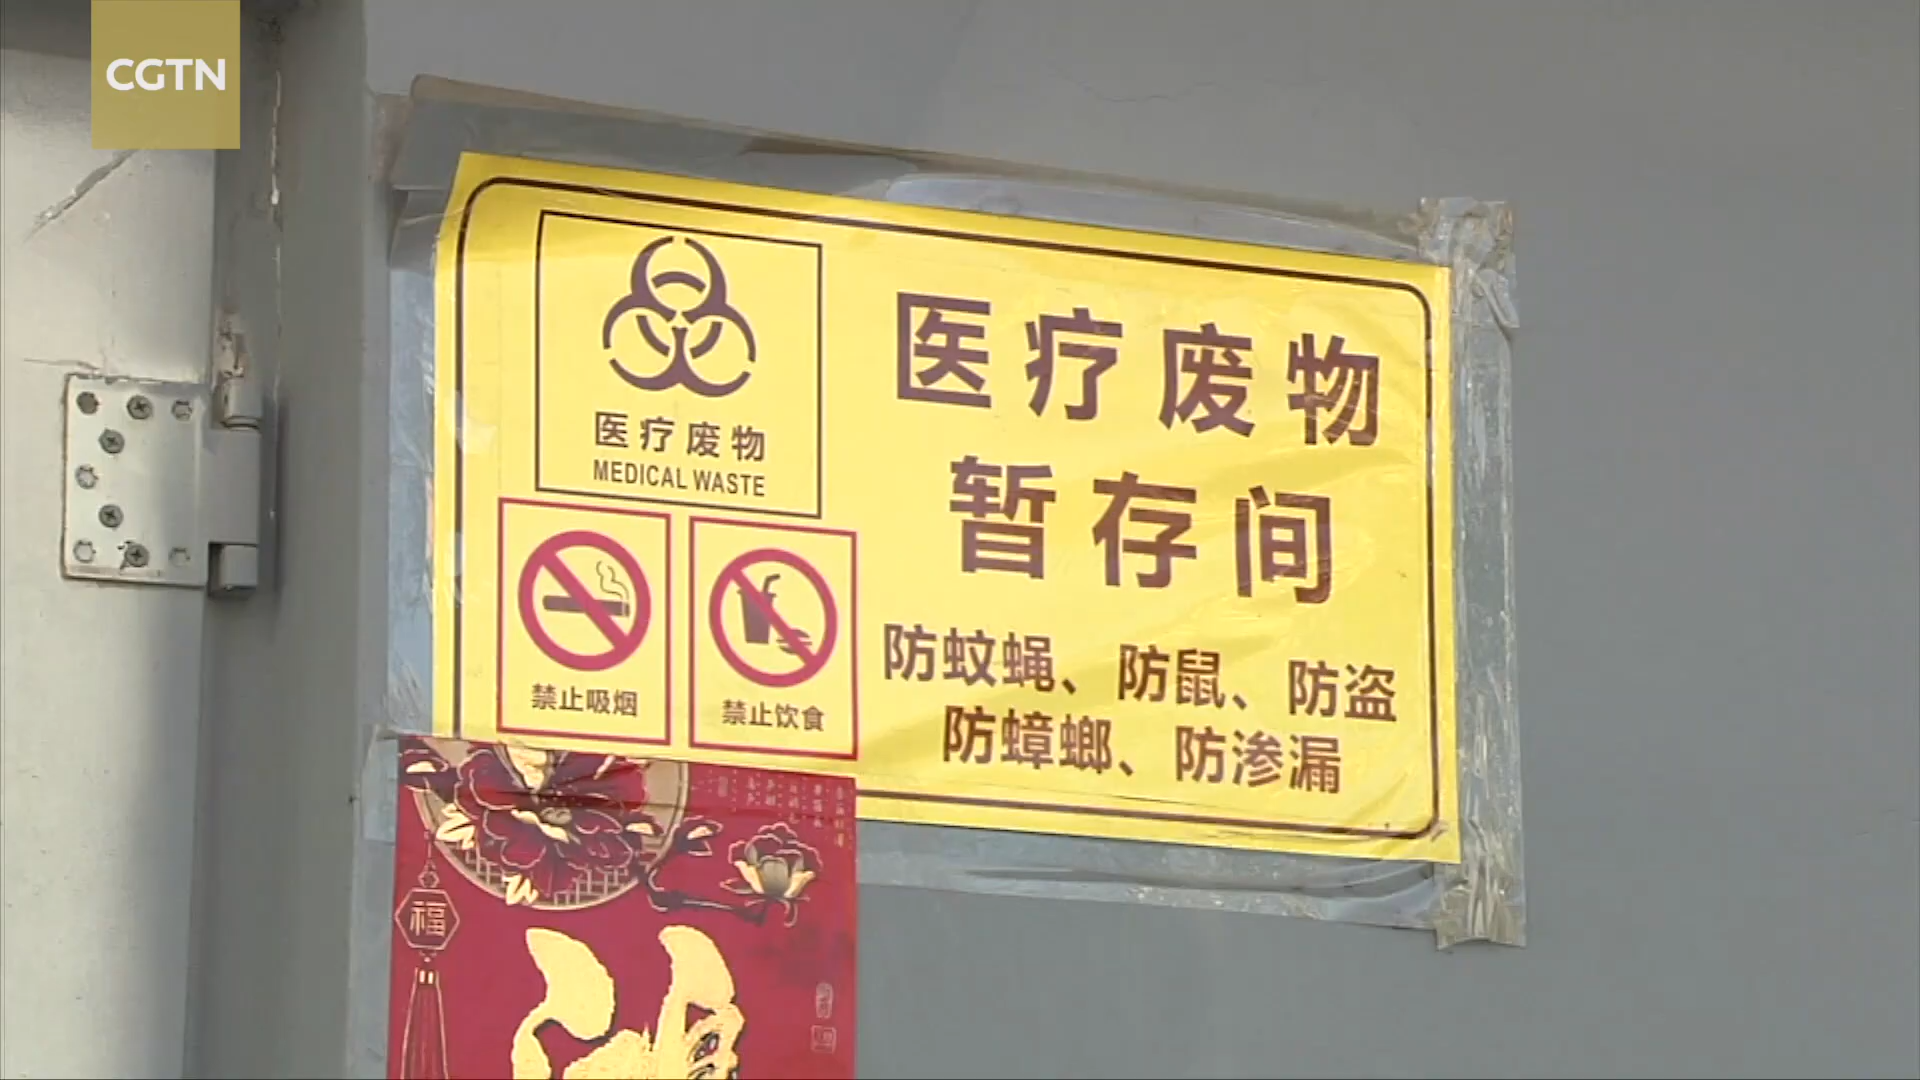 CGTN
医疗废物
MEDICAL WASTE
医疗废物
暂存间
禁止吸烟
禁止饮食
防蚊蝇、防鼠、防盗
防蟑螂、防渗漏
福